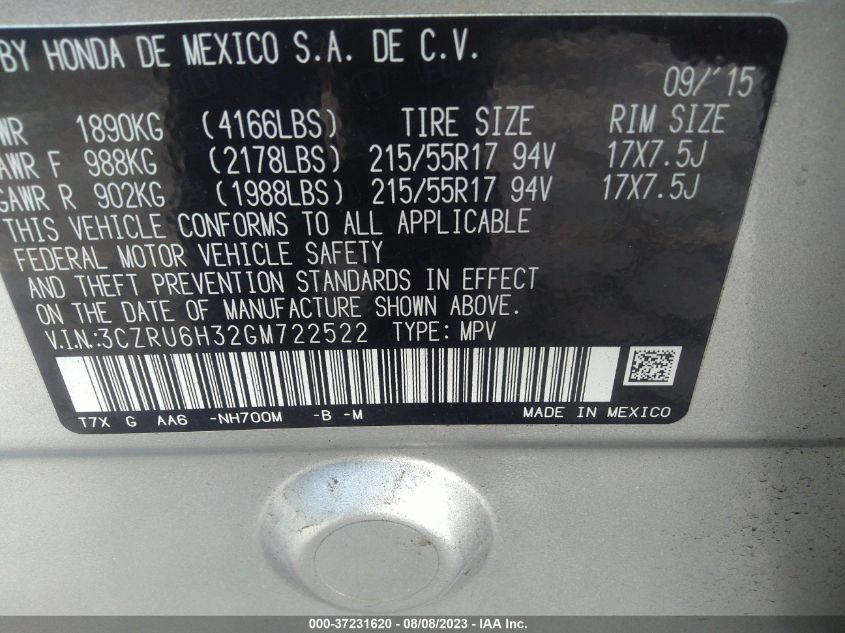 BY HONDA DE MEXICO S.A. DE C.V.
09/'15
WR 1890KG (4166LBS) TIRE SIZE RIM SIZE
AWR F 988KG (2178LBS) 215/55R17 94V 17X7.5J
GAWR R 902KG (1988LBS) 215/55R17 94V 17X7.5J
THIS VEHICLE CONFORMS TO ALL APPLICABLE
FEDERAL MOTOR VEHICLE SAFETY
AND THEFT PREVENTION STANDARDS IN EFFECT
ON THE DATE OF MANUFACTURE SHOWN ABOVE.
V.I.N.:3CZRU6H32GM722522 TYPE: MPV
T7X G AA6 -NH700M -B -M MADE IN MEXICO
000-37231620 - 08/08/2023 - IAA Inc.